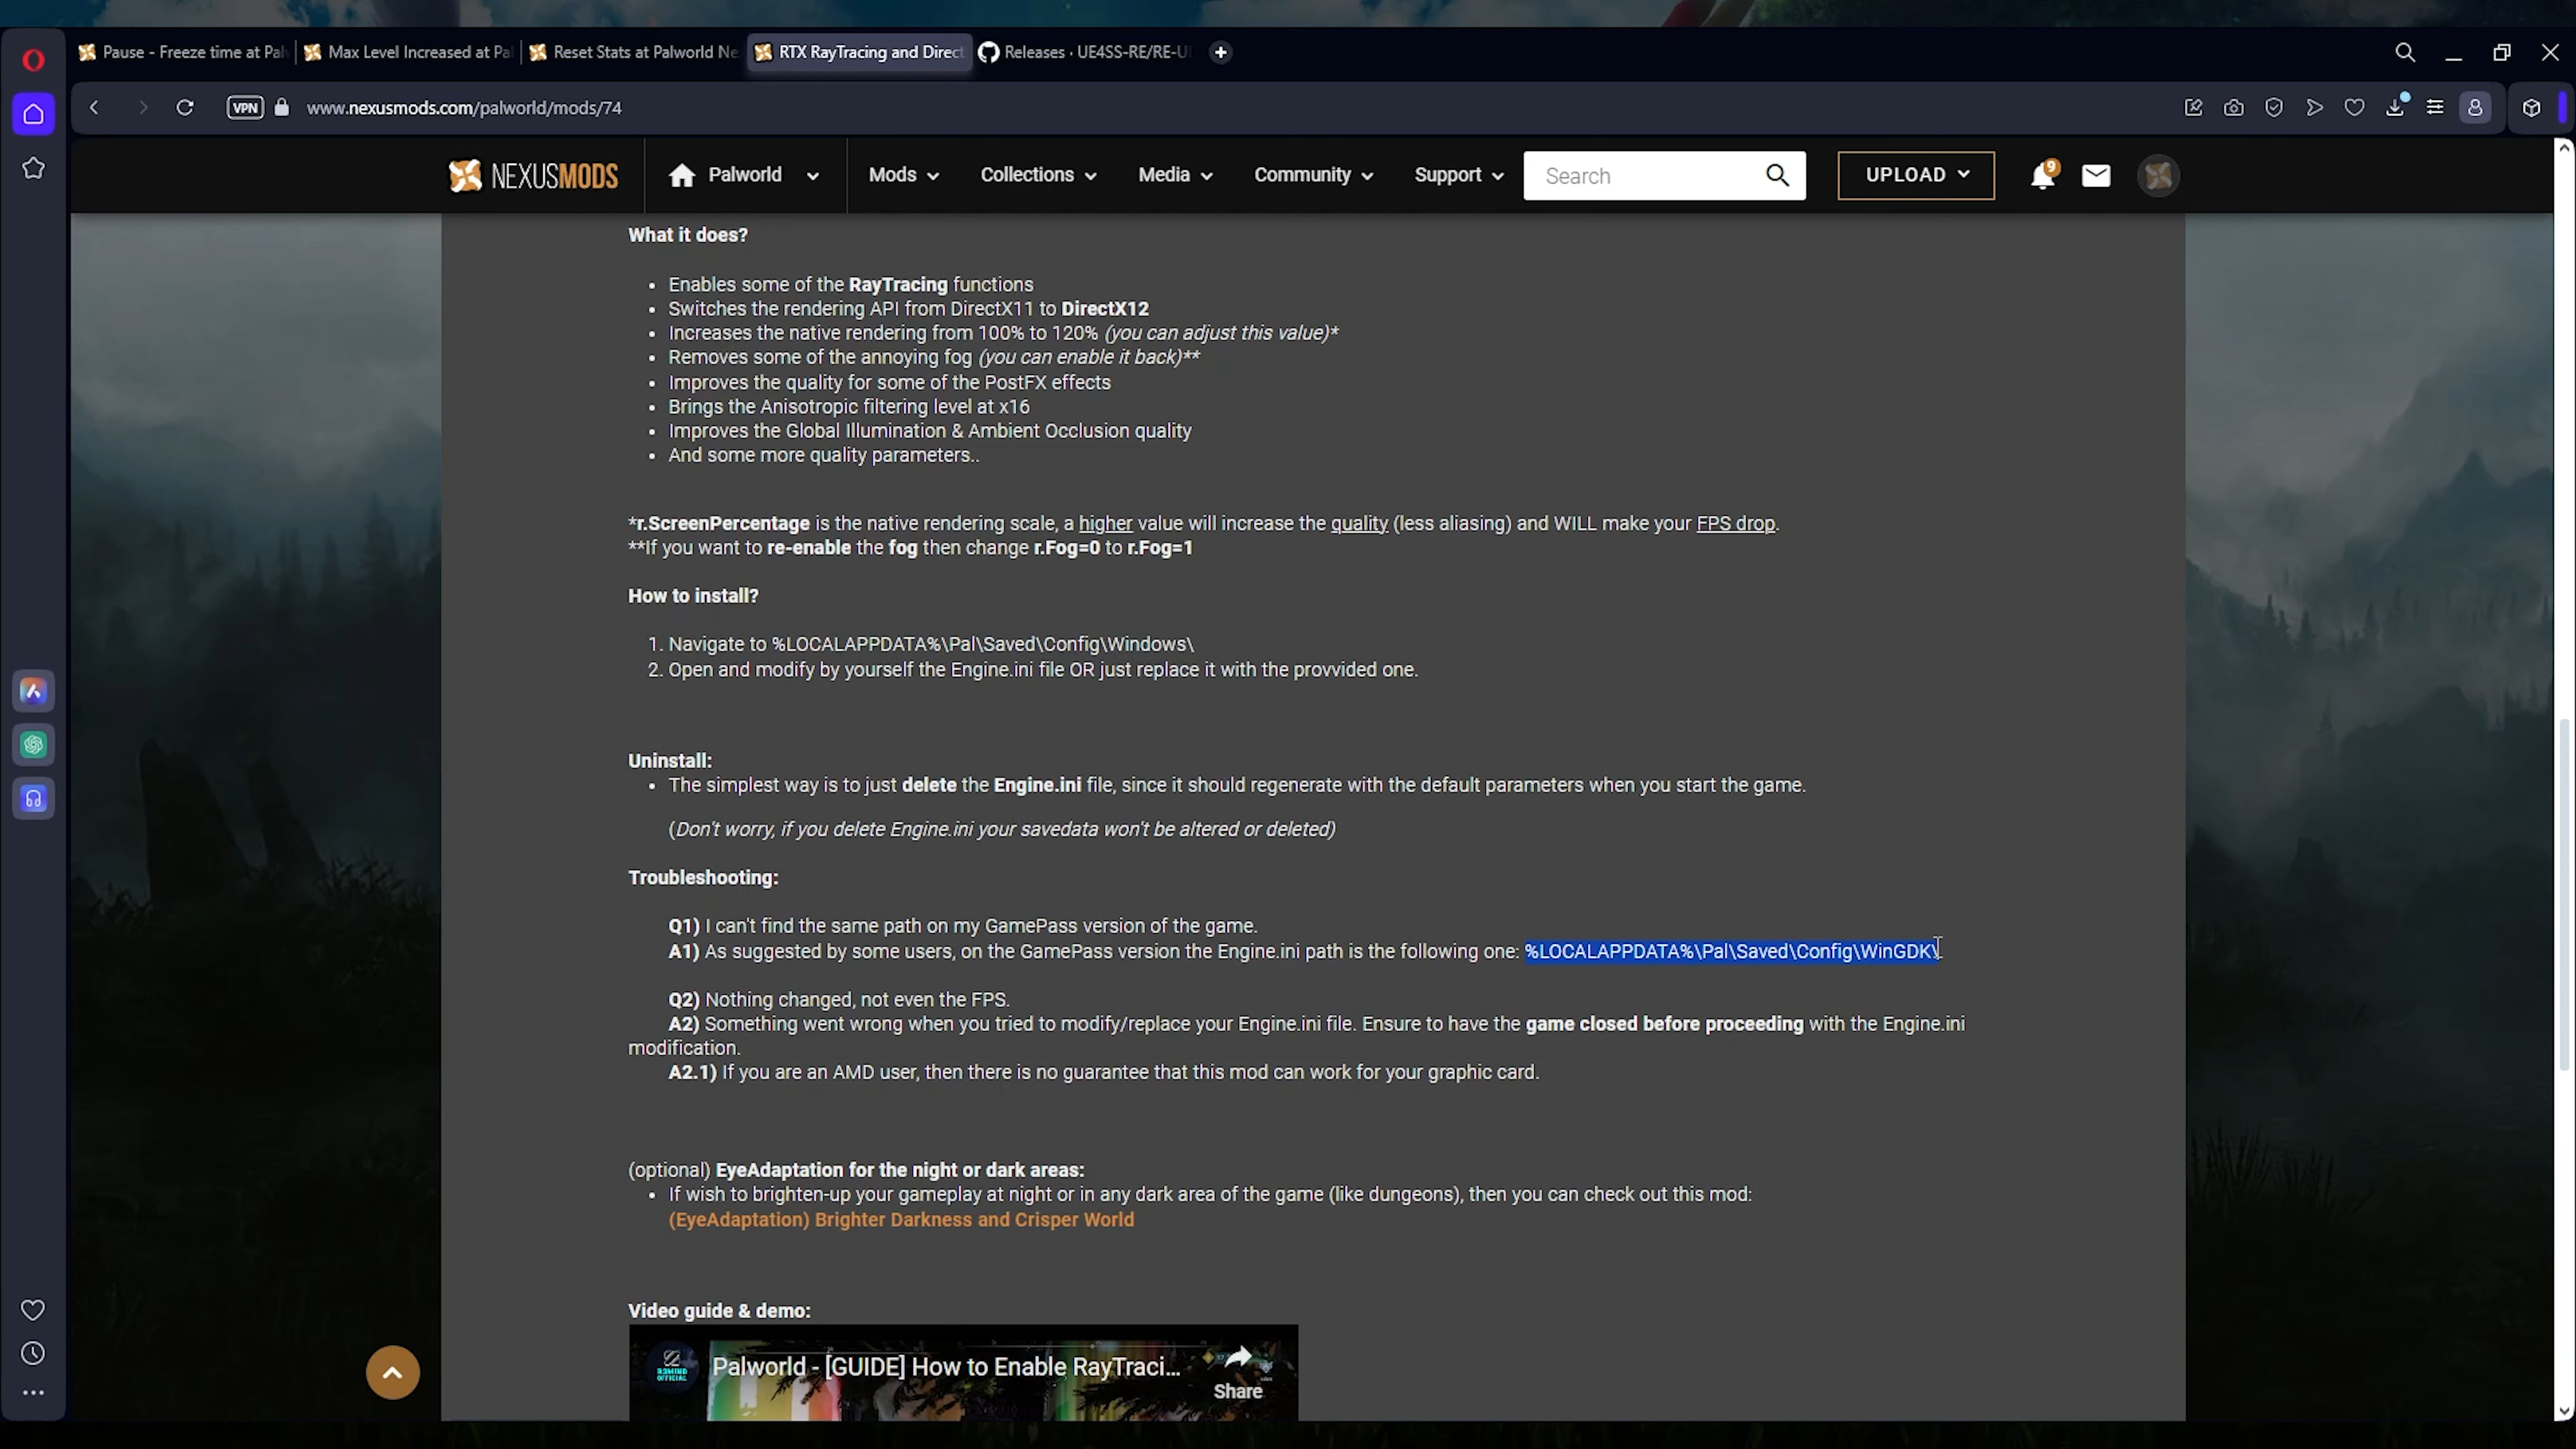 Pause - Freeze time at Pal
Max Level Increased at Pal
Reset Stats at Palworld Ne
RTX RayTracing and Direct
Releases · UE4SS-RE/RE-U
VPN
www.nexusmods.com/palworld/mods/74
NEXUSMODS
Palworld
Mods
Collections
Media
Community
Support
Search
UPLOAD
9
What it does?
• Enables some of the RayTracing functions
• Switches the rendering API from DirectX11 to DirectX12
• Increases the native rendering from 100% to 120% (you can adjust this value)*
• Removes some of the annoying fog (you can enable it back)**
• Improves the quality for some of the PostFX effects
• Brings the Anisotropic filtering level at x16
• Improves the Global Illumination & Ambient Occlusion quality
• And some more quality parameters..
*r.ScreenPercentage is the native rendering scale, a higher value will increase the quality (less aliasing) and WILL make your FPS drop.
**If you want to re-enable the fog then change r.Fog=0 to r.Fog=1
How to install?
1. Navigate to %LOCALAPPDATA%\Pal\Saved\Config\Windows\
2. Open and modify by yourself the Engine.ini file OR just replace it with the provvided one.
Uninstall:
• The simplest way is to just delete the Engine.ini file, since it should regenerate with the default parameters when you start the game.
(Don't worry, if you delete Engine.ini your savedata won't be altered or deleted)
Troubleshooting:
Q1) I can't find the same path on my GamePass version of the game.
A1) As suggested by some users, on the GamePass version the Engine.ini path is the following one: %LOCALAPPDATA%\Pal\Saved\Config\WinGDK\
Q2) Nothing changed, not even the FPS.
A2) Something went wrong when you tried to modify/replace your Engine.ini file. Ensure to have the game closed before proceeding with the Engine.ini
modification.
A2.1) If you are an AMD user, then there is no guarantee that this mod can work for your graphic card.
(optional) EyeAdaptation for the night or dark areas:
• If wish to brighten-up your gameplay at night or in any dark area of the game (like dungeons), then you can check out this mod:
(EyeAdaptation) Brighter Darkness and Crisper World
Video guide & demo:
Palworld - [GUIDE] How to Enable RayTraci...
Share